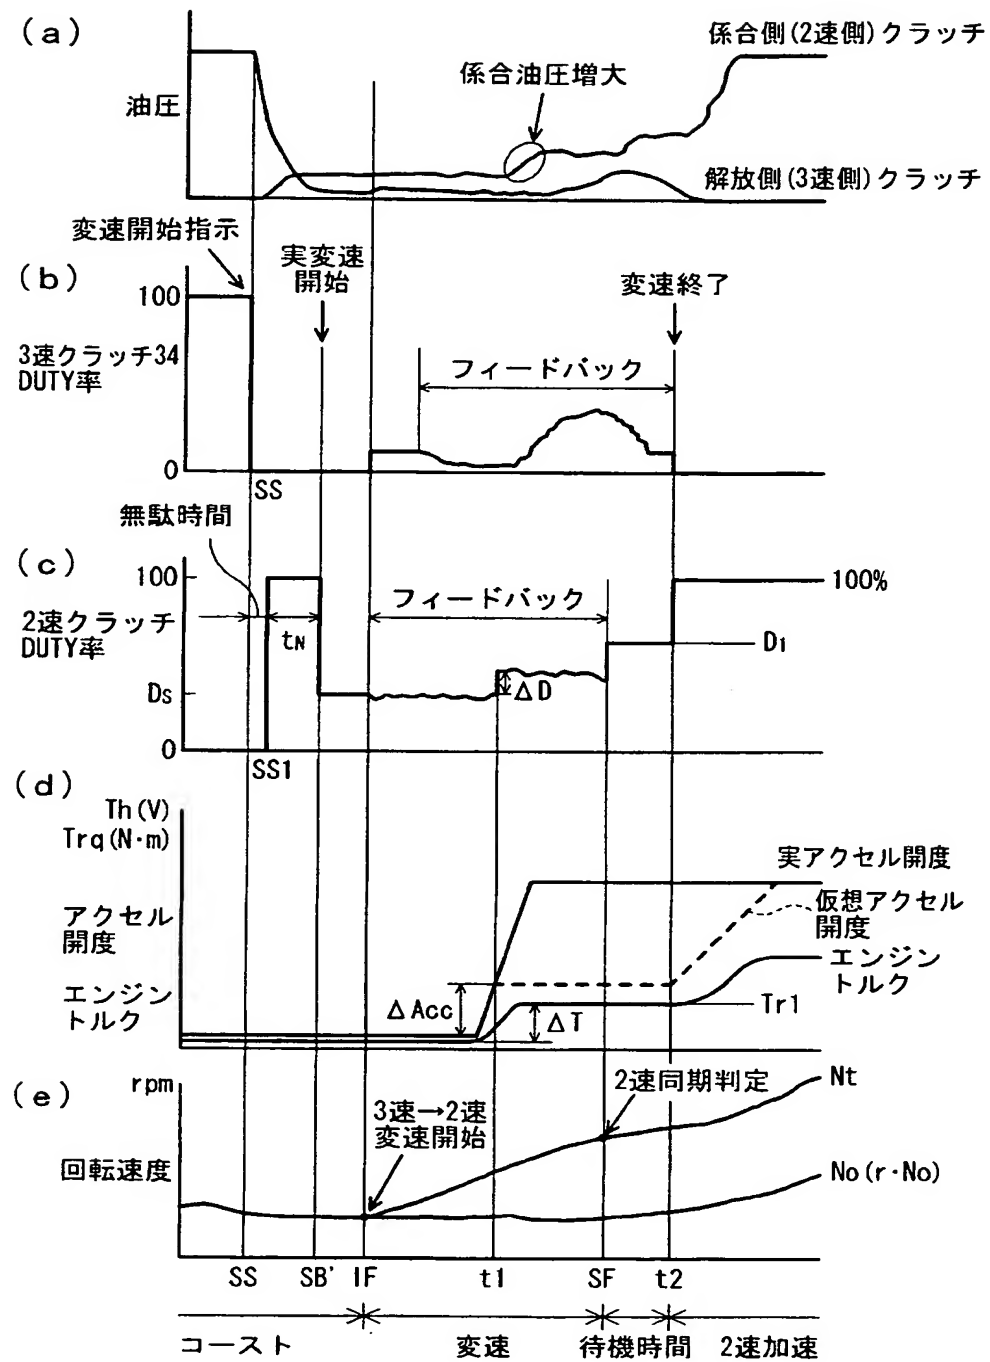 (a)
係合側(2速側)クラッチ
係合油圧増大
油圧
解放側(3速側)クラッチ
変速開始指示
(b)
実変速
開始
変速終了
100
3速クラッチ34
DUTY率
フィードバック
0
SS
無駄時間
(c)
100
100%
2速クラッチ
DUTY率
tN
フィードバック
D1
Ds
ΔD
0
SS1
(d)
Th(V)
Trq(N·m)
実アクセル開度
アクセル
開度
仮想アクセル
開度
エンジン
トルク
エンジン
トルク
ΔAcc
ΔT
Tr1
(e)
rpm
2速同期判定
Nt
3速→2速
変速開始
回転速度
No(r·No)
SS SB' IF t1 SF t2
コースト 変速 待機時間 2速加速